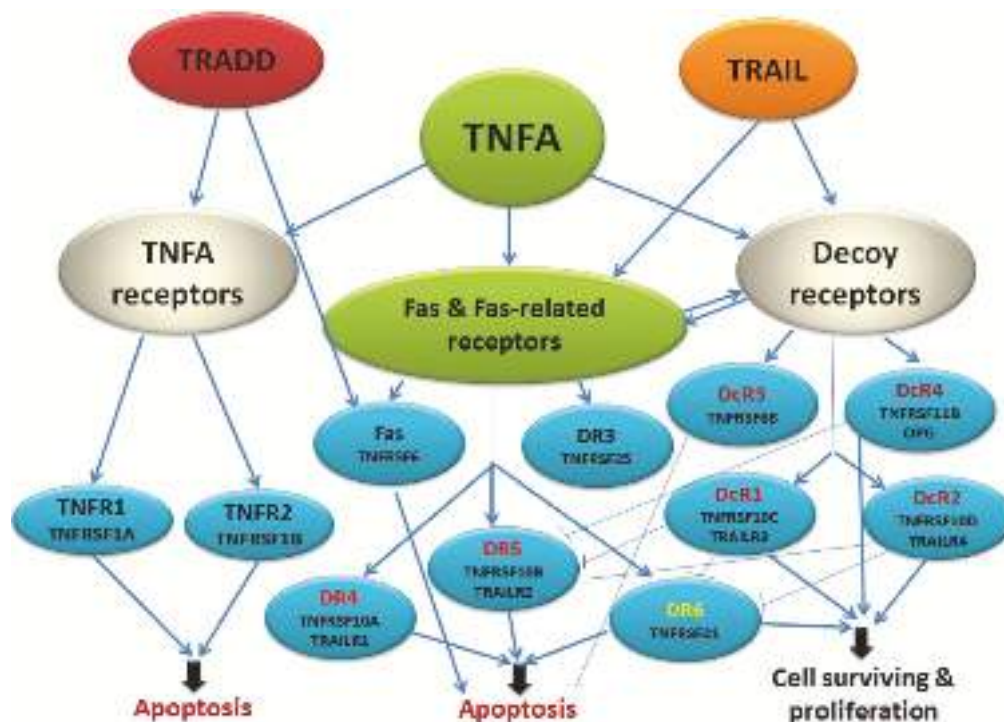 TRADD
TRAIL
TNFA
TNFA
receptors
Decoy
receptors
Fas & Fas-related
receptors
Fas
TNFRSF6
DR3
TNFRSF25
DcR3
TNFRSF6B
DcR4
TNFRSF11B
OPG
TNFR1
TNFRSF1A
TNFR2
TNFRSF1B
DcR1
TNFRSF10C
TRAILR3
DcR2
TNFRSF10D
TRAILR4
DR5
TNFRSF10B
TRAILR2
DR4
TNFRSF10A
TRAILR1
DR6
TNFRSF21
Apoptosis
Apoptosis
Cell surviving &
proliferation